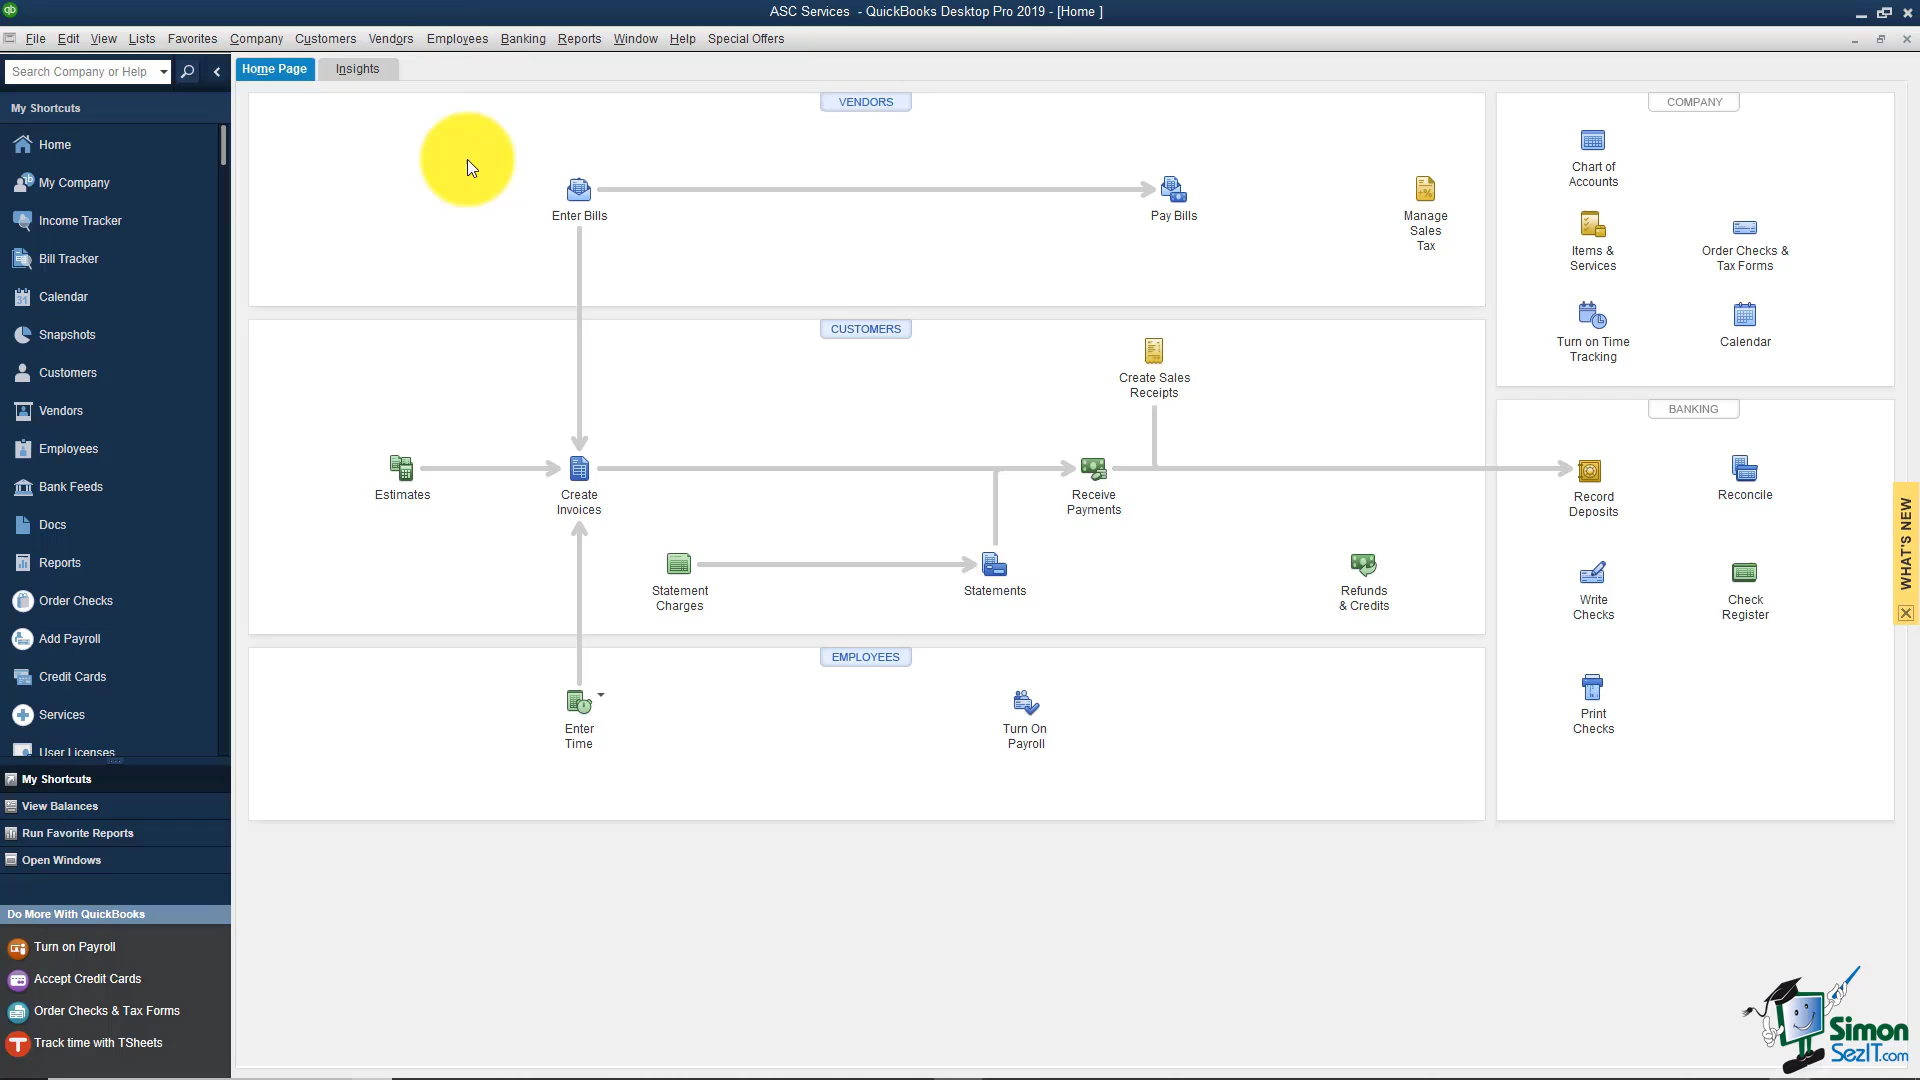 ASC Services - QuickBooks Desktop Pro 2019 - [Home ]
File Edit View Lists Favorites Company Customers Vendors Employees Banking Reports Window Help Special Offers
Search Company or Help
My Shortcuts
Home
My Company
Income Tracker
Bill Tracker
Calendar
Snapshots
Customers
Vendors
Employees
Bank Feeds
Docs
Reports
Order Checks
Add Payroll
Credit Cards
Services
User Licenses
My Shortcuts
View Balances
Run Favorite Reports
Open Windows
Do More With QuickBooks
Turn on Payroll
Accept Credit Cards
Order Checks & Tax Forms
Track time with TSheets
Home Page
Insights
VENDORS
Enter Bills
Pay Bills
Manage
Sales
Tax
CUSTOMERS
Create Sales
Receipts
Estimates
Create
Invoices
Receive
Payments
Statement
Charges
Statements
Refunds
& Credits
EMPLOYEES
Enter
Time
Turn On
Payroll
COMPANY
Chart of
Accounts
Items &
Services
Order Checks &
Tax Forms
Turn on Time
Tracking
Calendar
BANKING
Record
Deposits
Reconcile
Write
Checks
Check
Register
Print
Checks
WHAT'S NEW
Simon
SezIT.com